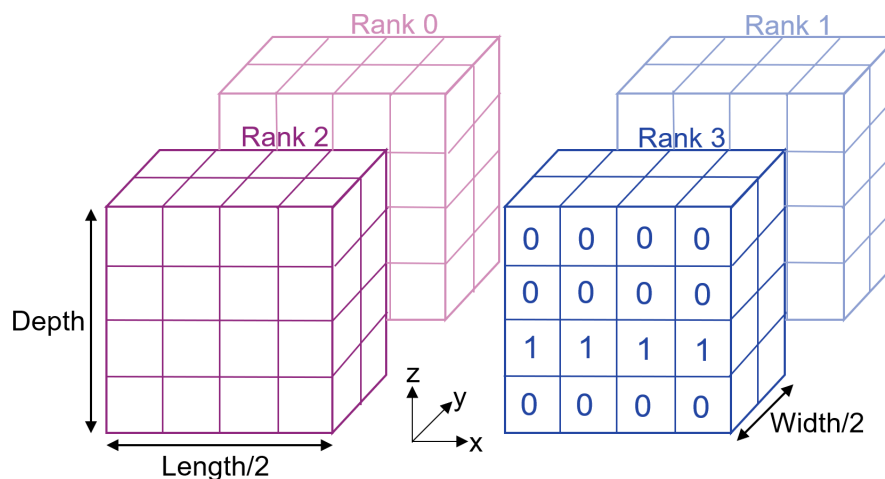 Rank 0
Rank 1
Rank 2
Rank 3
0 0 0 0
0 0 0 0
Depth
1 1 1 1
z
y
0 0 0 0
x
Width/2
Length/2